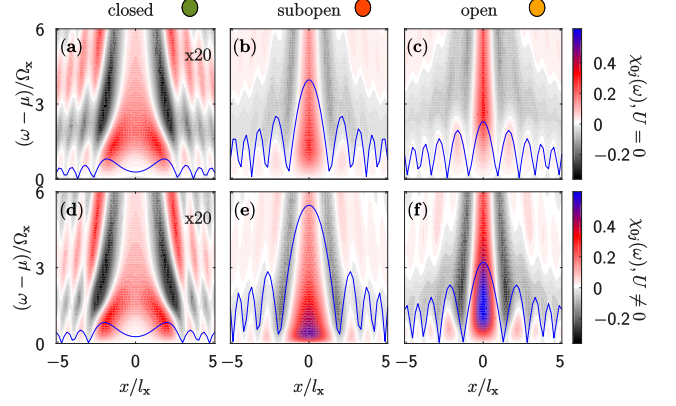 closed subopen open
(a) x20 (b) (c)
6
3
0
(ω − μ)/Ωₓ
0.4
0.2
0
−0.2
χ₀ⱼ(ω), U = 0
(d) x20 (e) (f)
6
3
0
(ω − μ)/Ωₓ
0.4
0.2
0
−0.2
χ₀ⱼ(ω), U ≠ 0
−5 0 5 −5 0 5 −5 0 5
x/lₓ x/lₓ x/lₓ